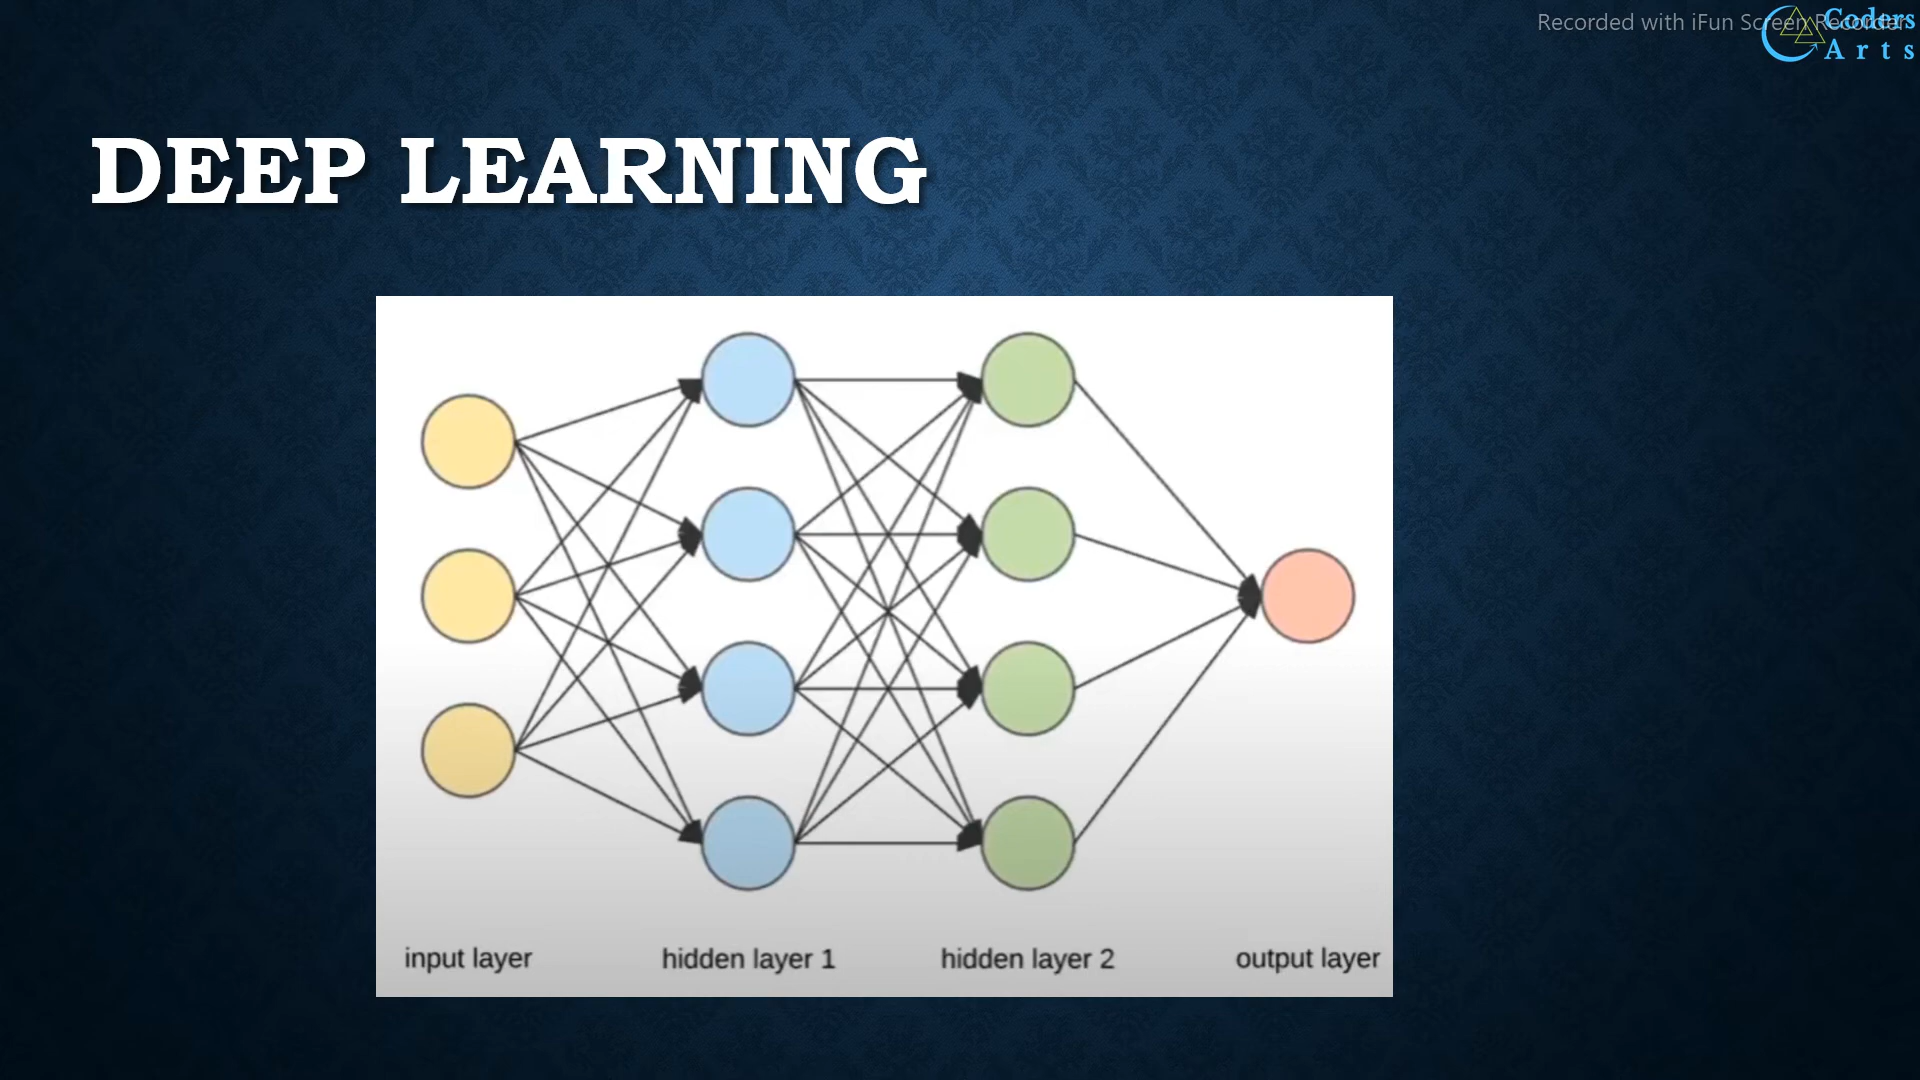 Recorded with iFun Screen Recorder
Coders
Arts
DEEP LEARNING
input layer
hidden layer 1
hidden layer 2
output layer